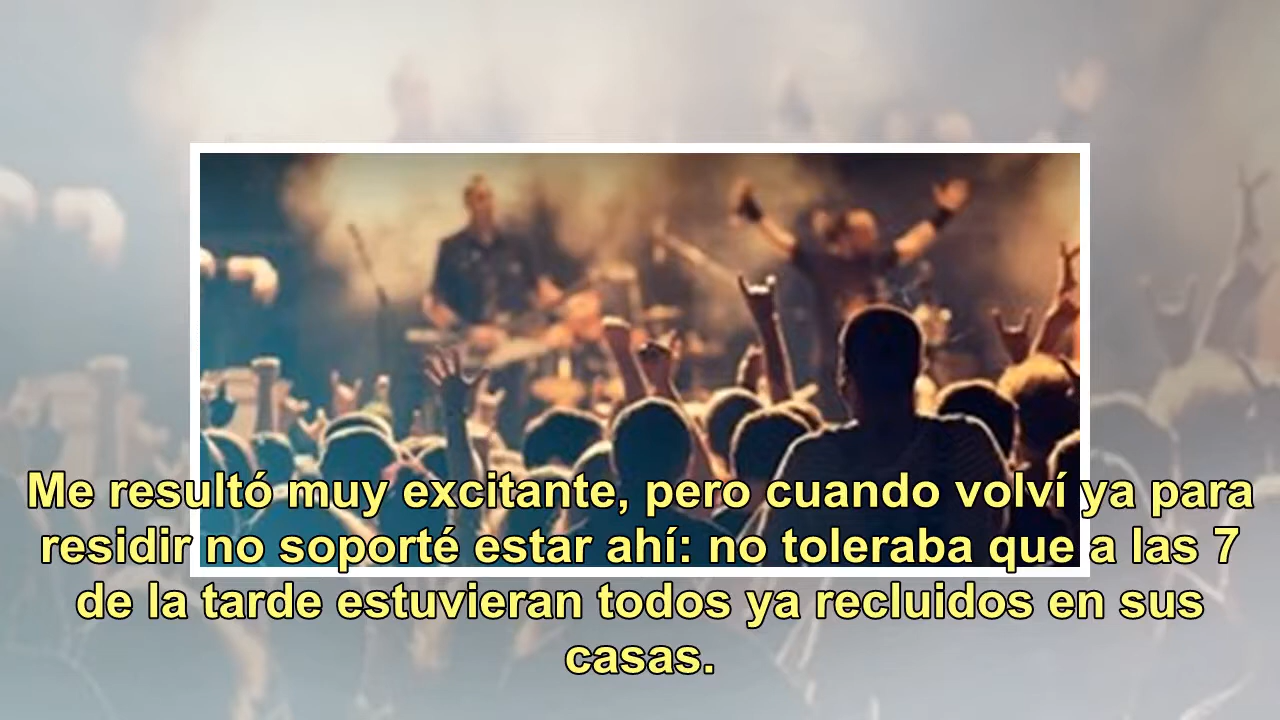 Me resultó muy excitante, pero cuando volví ya para
residir no soporté estar ahí: no toleraba que a las 7
de la tarde estuvieran todos ya recluidos en sus
casas.